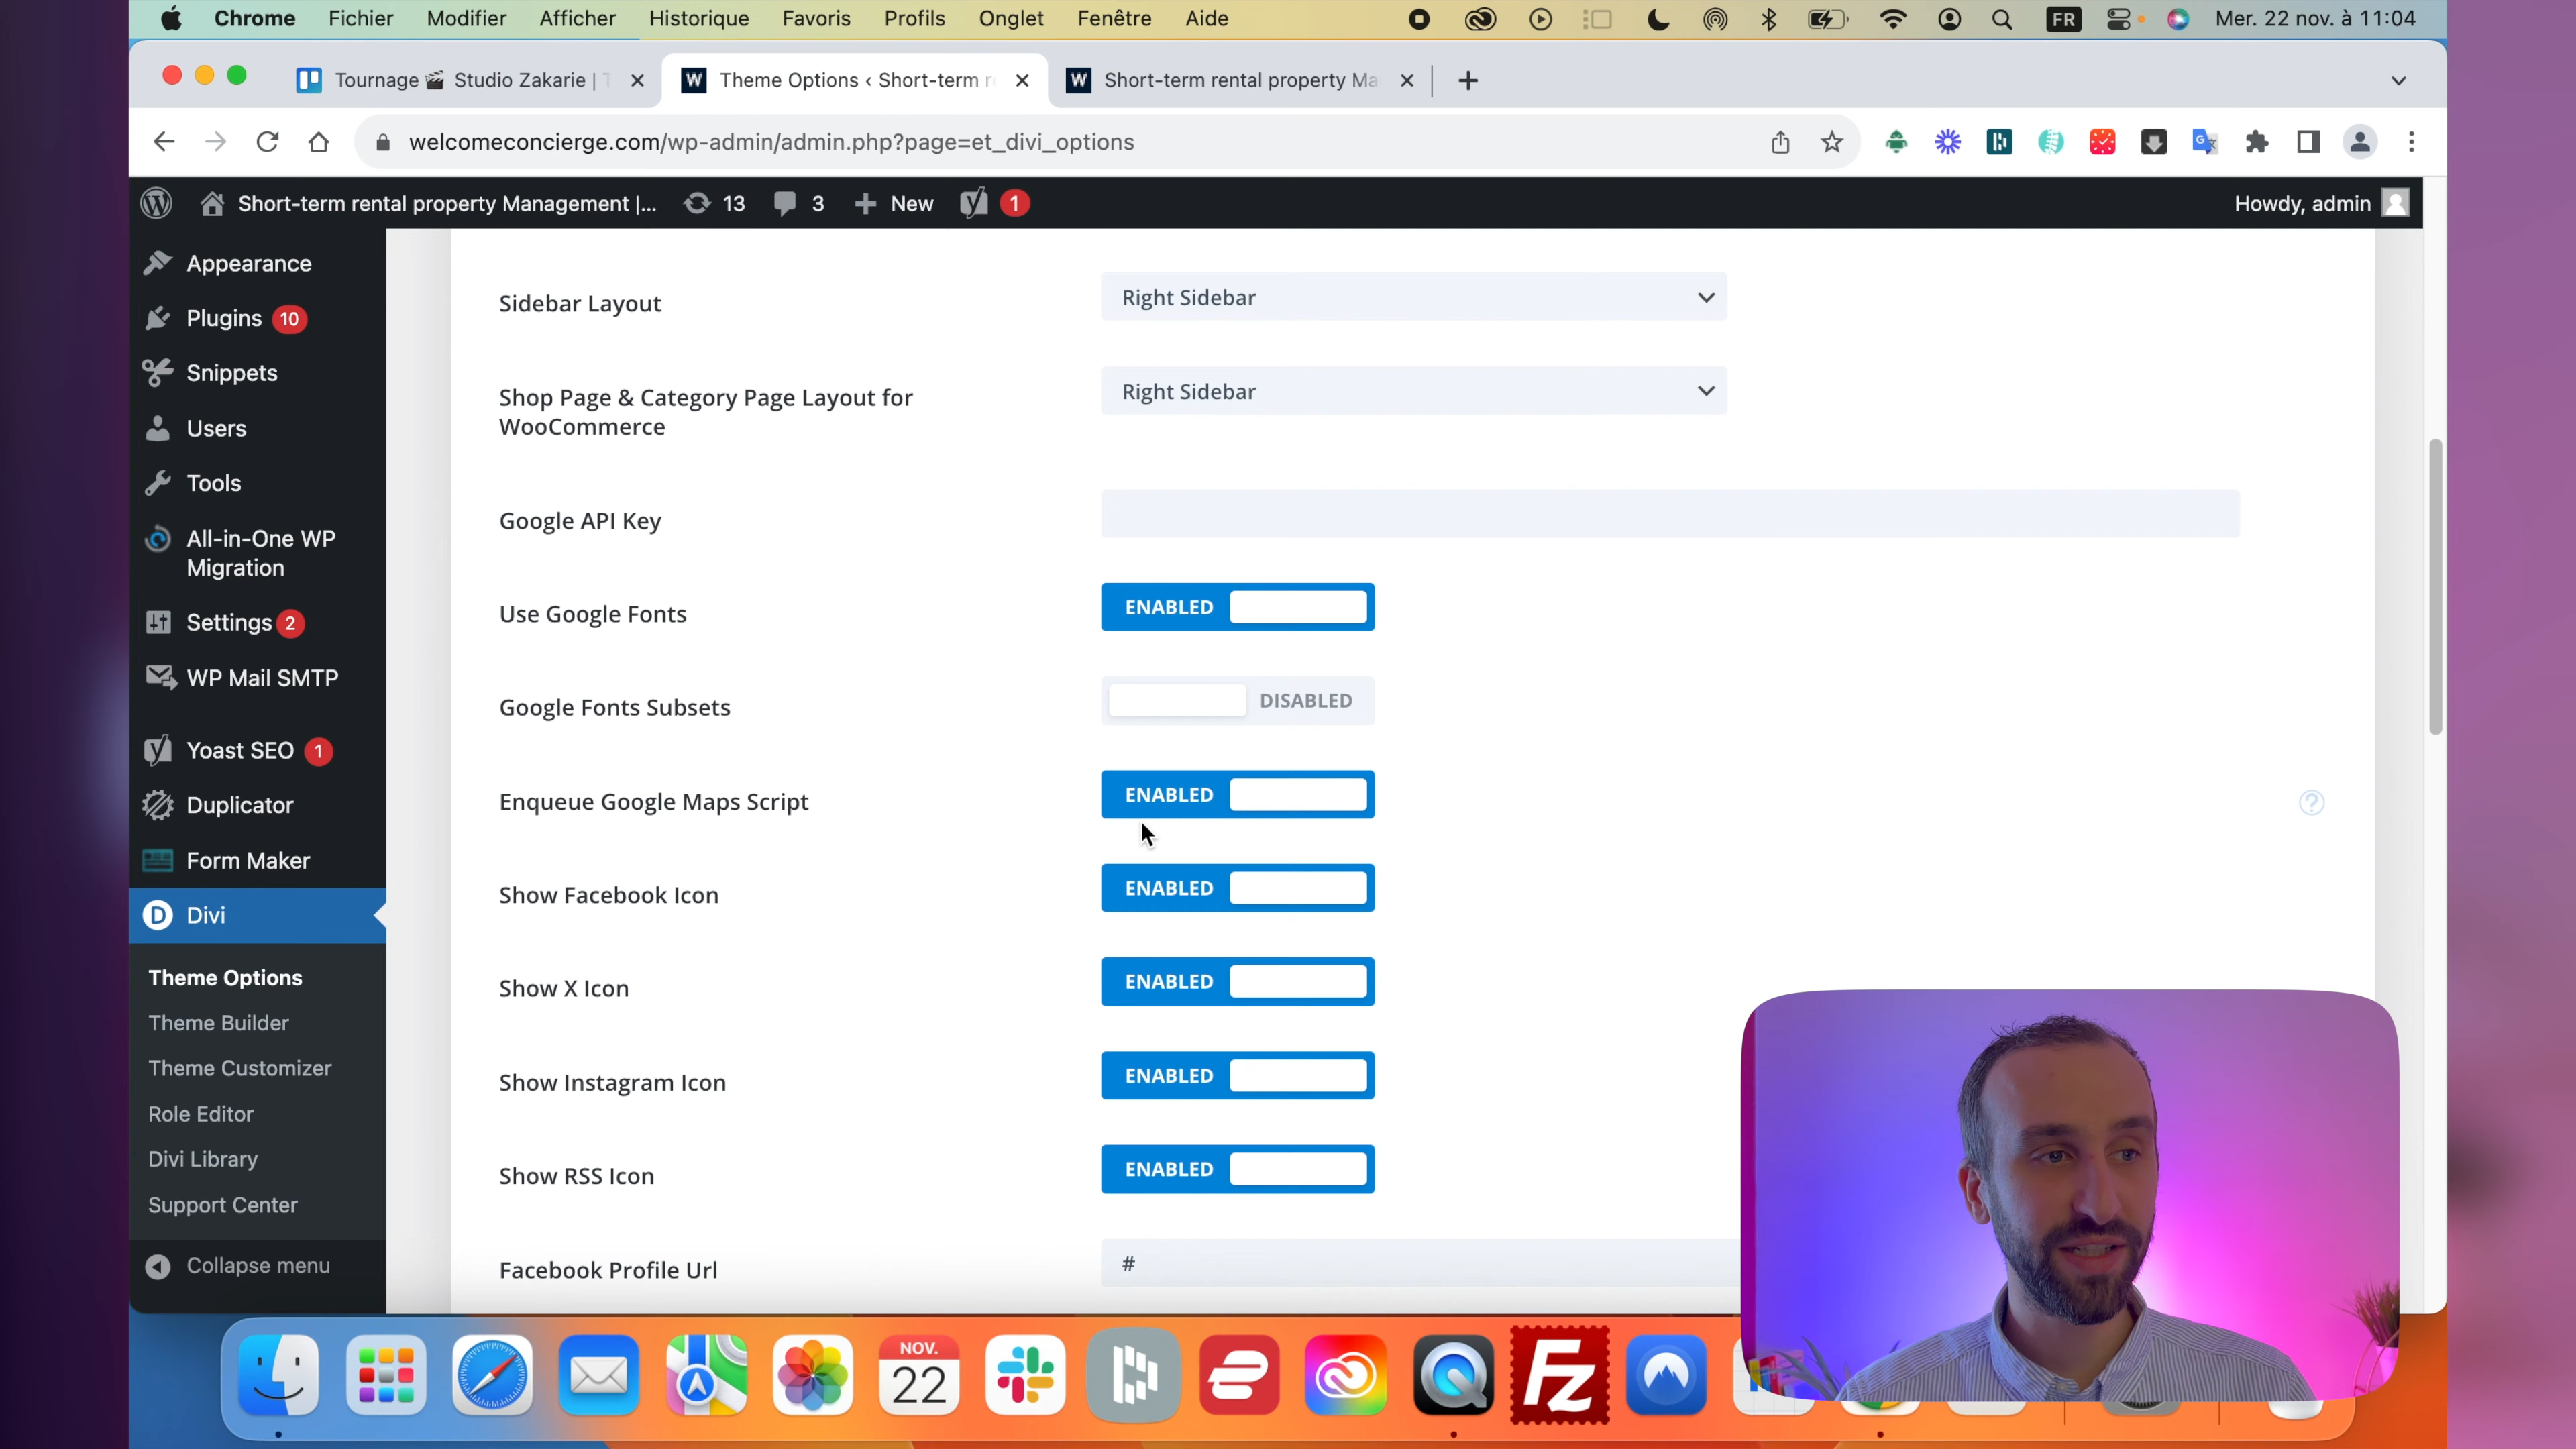 Chrome Fichier Modifier Afficher Historique Favoris Profils Onglet Fenêtre Aide FR Mer. 22 nov. à 11:04
Tournage Studio Zakarie | T Theme Options ‹ Short-term r Short-term rental property Ma
welcomeconcierge.com/wp-admin/admin.php?page=et_divi_options
Short-term rental property Management |... 13 3 New 1 Howdy, admin
Appearance
Plugins 10
Snippets
Users
Tools
All-in-One WP
Migration
Settings 2
WP Mail SMTP
Yoast SEO 1
Duplicator
Form Maker
Divi
Theme Options
Theme Builder
Theme Customizer
Role Editor
Divi Library
Support Center
Collapse menu
Sidebar Layout Right Sidebar
Shop Page & Category Page Layout for
WooCommerce Right Sidebar
Google API Key
Use Google Fonts ENABLED
Google Fonts Subsets DISABLED
Enqueue Google Maps Script ENABLED ?
Show Facebook Icon ENABLED
Show X Icon ENABLED
Show Instagram Icon ENABLED
Show RSS Icon ENABLED
Facebook Profile Url #
NOV.
22
Fz